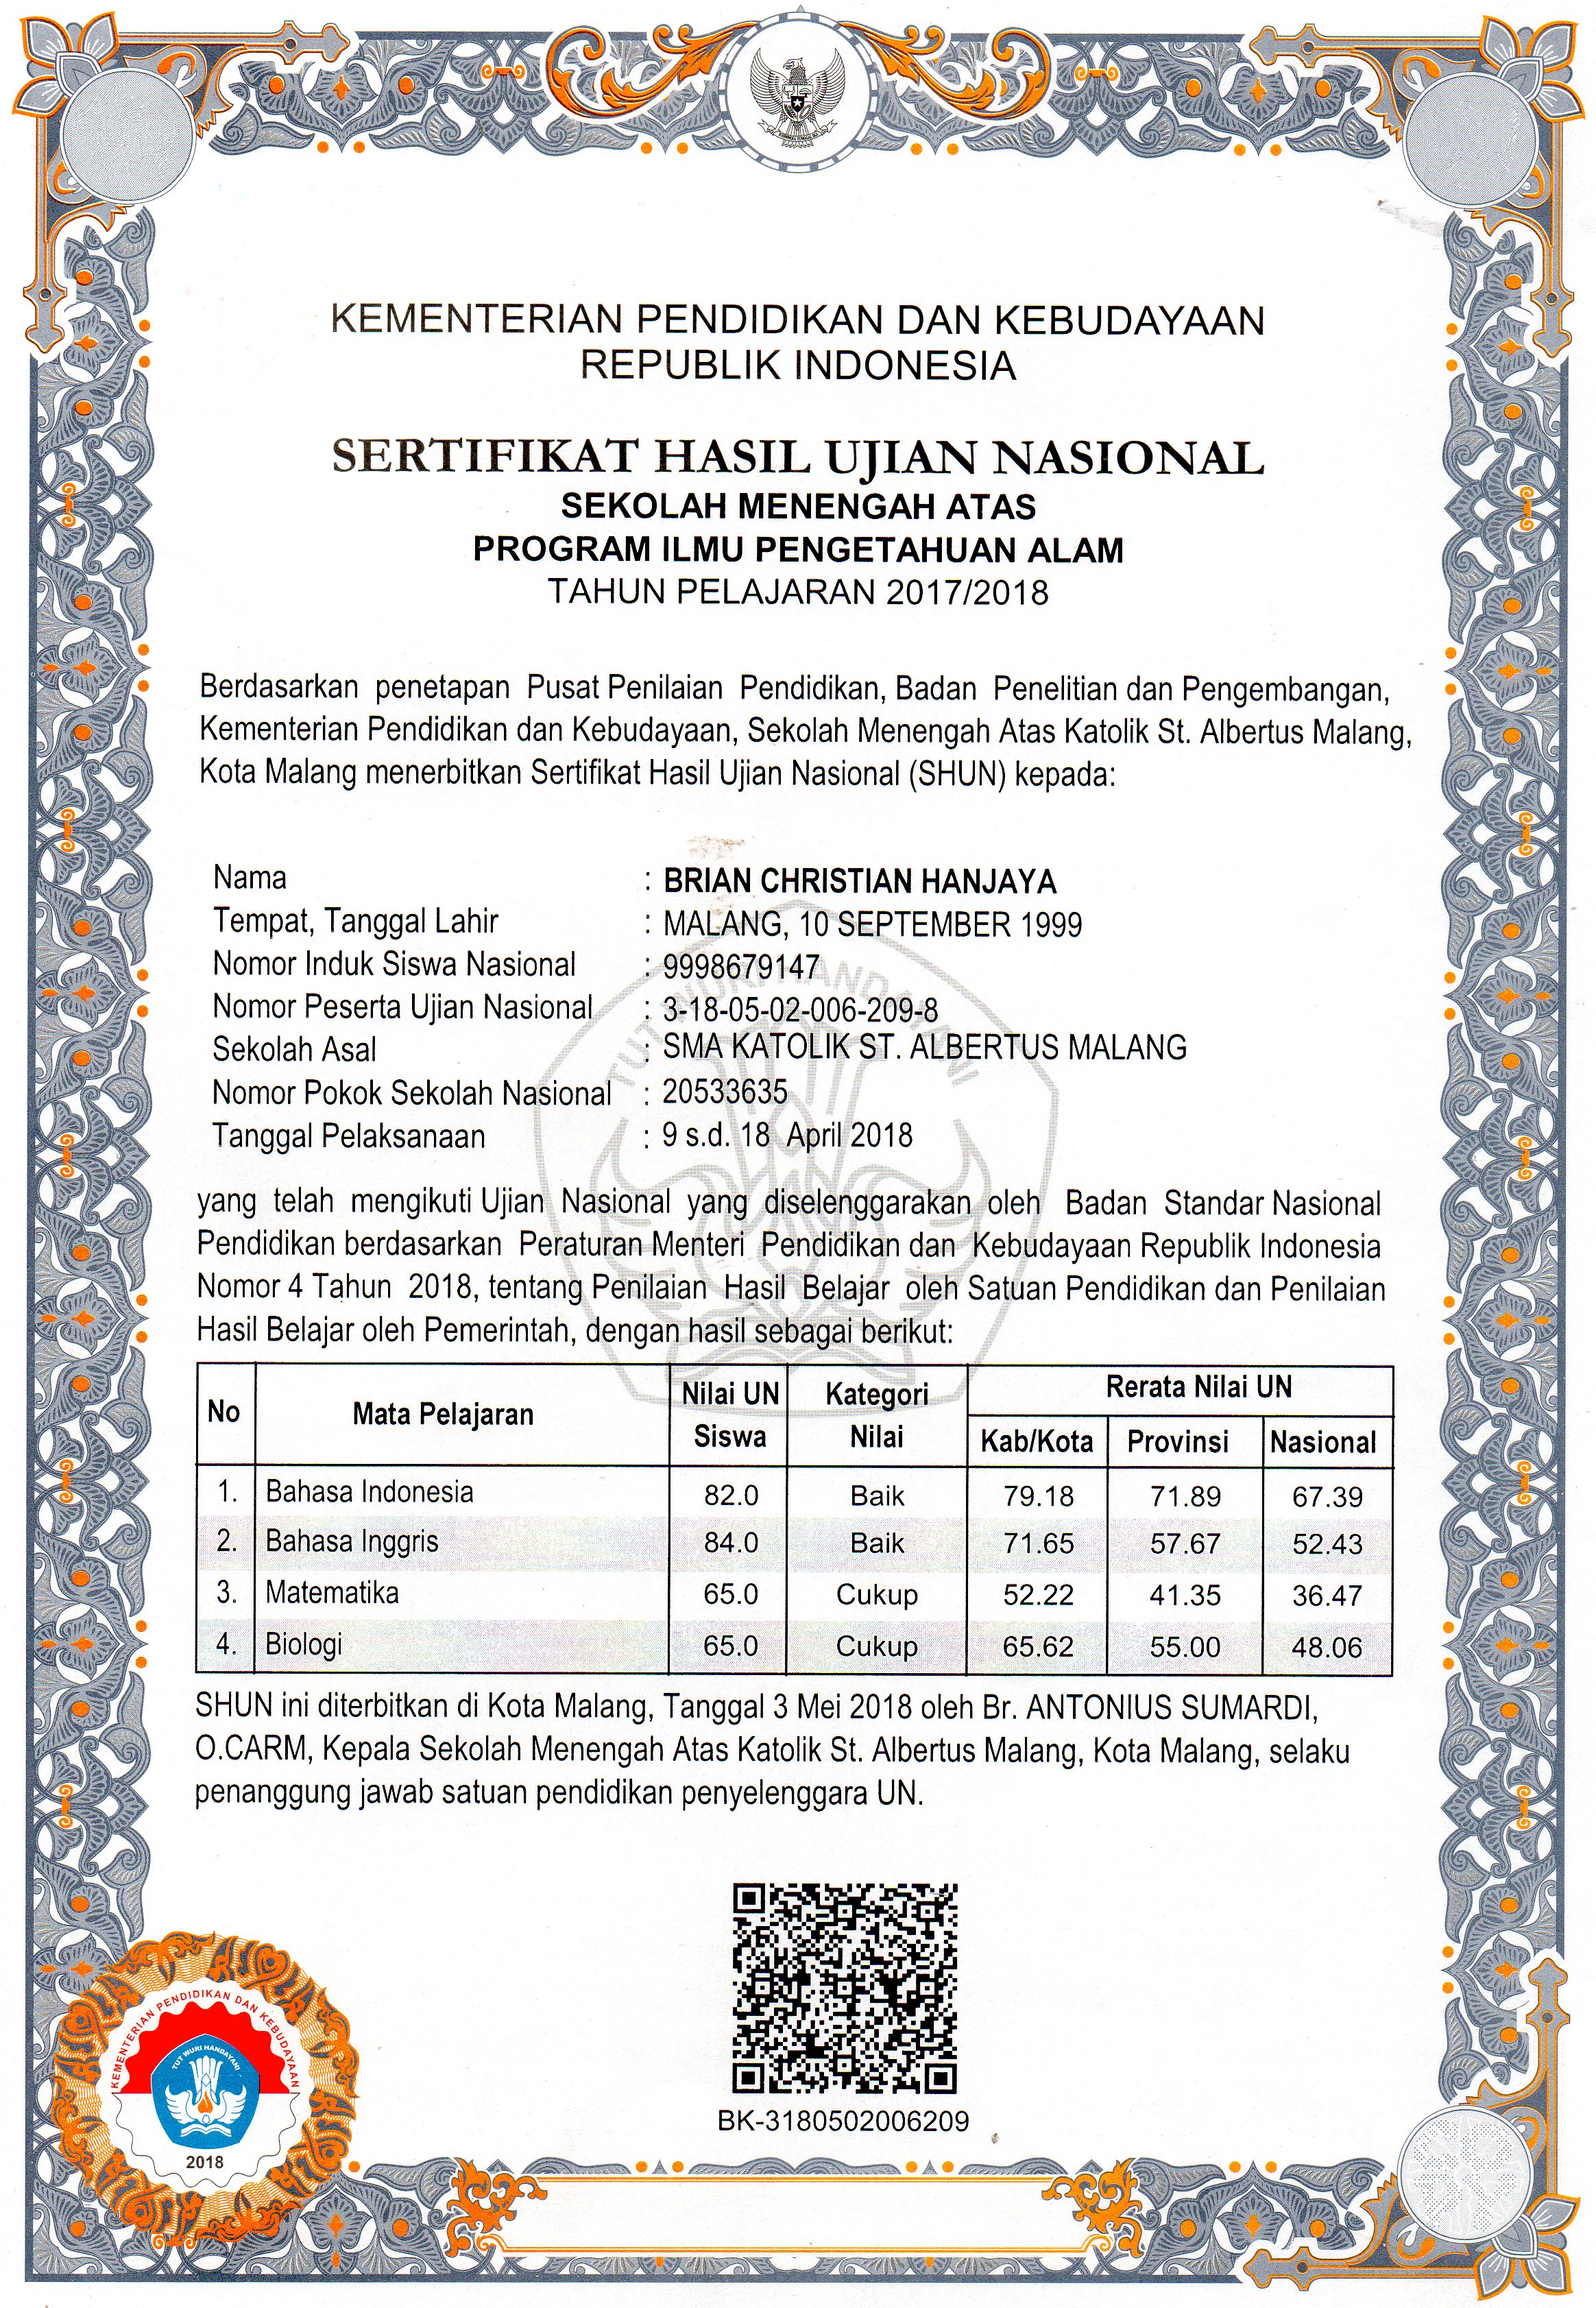 KEMENTERIAN PENDIDIKAN DAN KEBUDAYAAN
REPUBLIK INDONESIA
SERTIFIKAT HASIL UJIAN NASIONAL
SEKOLAH MENENGAH ATAS
PROGRAM ILMU PENGETAHUAN ALAM
TAHUN PELAJARAN 2017/2018
Berdasarkan penetapan Pusat Penilaian Pendidikan, Badan Penelitian dan Pengembangan,
Kementerian Pendidikan dan Kebudayaan, Sekolah Menengah Atas Katolik St. Albertus Malang,
Kota Malang menerbitkan Sertifikat Hasil Ujian Nasional (SHUN) kepada:
Nama : BRIAN CHRISTIAN HANJAYA
Tempat, Tanggal Lahir : MALANG, 10 SEPTEMBER 1999
Nomor Induk Siswa Nasional : 9998679147
Nomor Peserta Ujian Nasional : 3-18-05-02-006-209-8
Sekolah Asal : SMA KATOLIK ST. ALBERTUS MALANG
Nomor Pokok Sekolah Nasional : 20533635
Tanggal Pelaksanaan : 9 s.d. 18 April 2018
TUT WURI HANDAYANI
yang telah mengikuti Ujian Nasional yang diselenggarakan oleh Badan Standar Nasional
Pendidikan berdasarkan Peraturan Menteri Pendidikan dan Kebudayaan Republik Indonesia
Nomor 4 Tahun 2018, tentang Penilaian Hasil Belajar oleh Satuan Pendidikan dan Penilaian
Hasil Belajar oleh Pemerintah, dengan hasil sebagai berikut:
No Mata Pelajaran Nilai UN Siswa Kategori Nilai Rerata Nilai UN
Kab/Kota Provinsi Nasional
1. Bahasa Indonesia 82.0 Baik 79.18 71.89 67.39
2. Bahasa Inggris 84.0 Baik 71.65 57.67 52.43
3. Matematika 65.0 Cukup 52.22 41.35 36.47
4. Biologi 65.0 Cukup 65.62 55.00 48.06
SHUN ini diterbitkan di Kota Malang, Tanggal 3 Mei 2018 oleh Br. ANTONIUS SUMARDI,
O.CARM, Kepala Sekolah Menengah Atas Katolik St. Albertus Malang, Kota Malang, selaku
penanggung jawab satuan pendidikan penyelenggara UN.
BK-3180502006209
KEMENTERIAN PENDIDIKAN DAN KEBUDAYAAN
TUT WURI HANDAYANI
2018